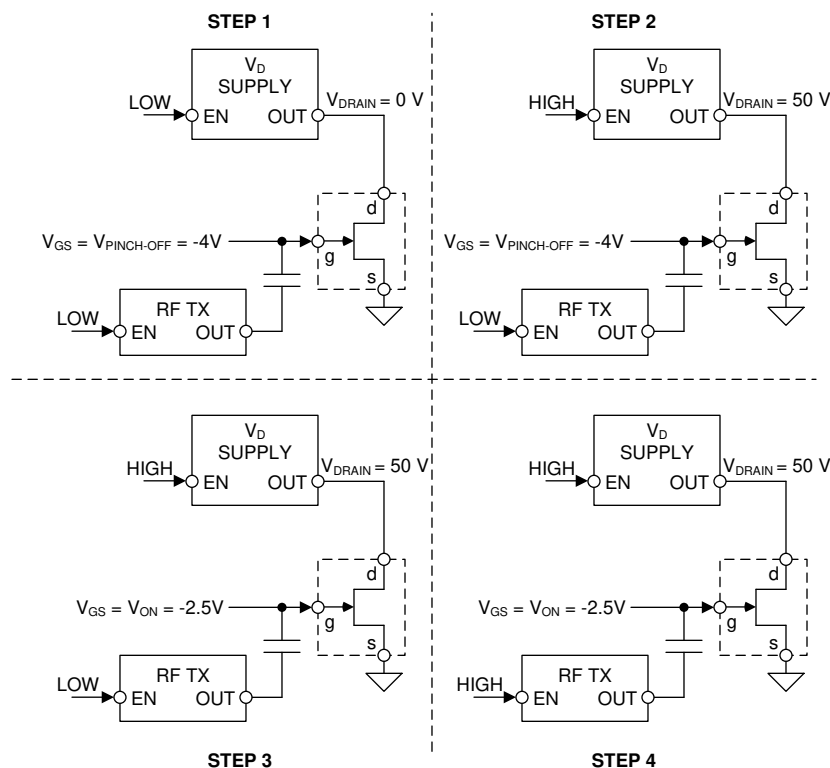 STEP 1
V_D
SUPPLY
LOW
EN
OUT
V_DRAIN = 0 V
d
V_GS = V_PINCH-OFF = -4V
g
s
RF TX
LOW
EN
OUT
STEP 2
V_D
SUPPLY
HIGH
EN
OUT
V_DRAIN = 50 V
d
V_GS = V_PINCH-OFF = -4V
g
s
RF TX
LOW
EN
OUT
V_D
SUPPLY
HIGH
EN
OUT
V_DRAIN = 50 V
d
V_GS = V_ON = -2.5V
g
s
RF TX
LOW
EN
OUT
STEP 3
V_D
SUPPLY
HIGH
EN
OUT
V_DRAIN = 50 V
d
V_GS = V_ON = -2.5V
g
s
RF TX
HIGH
EN
OUT
STEP 4